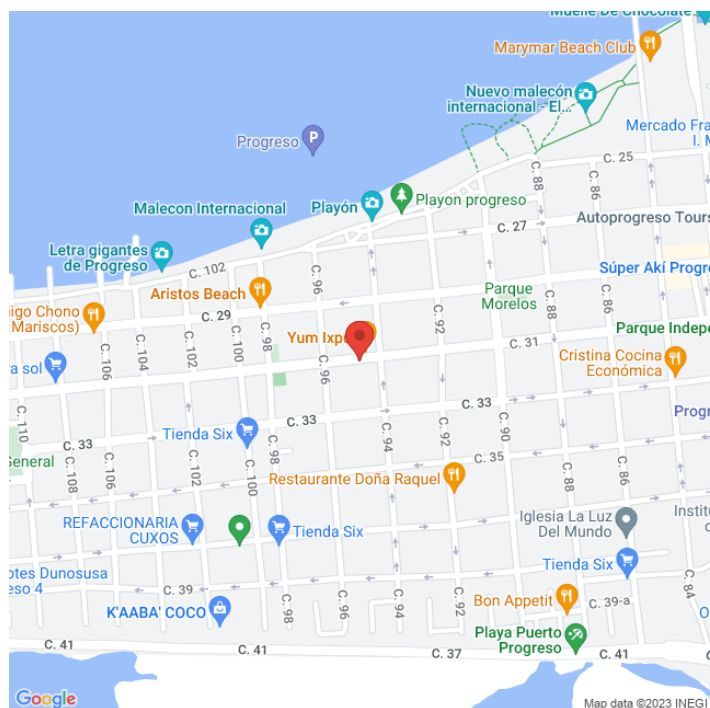 Muelle De Chocolate
Marymar Beach Club
Nuevo malecón
internacional - El...
Mercado Fra
I. M
Progreso
P
C. 25
C. 88
C. 86
Playon progreso
Malecon Internacional
Playón
C. 27
Autoprogreso Tours
Letra gigantes
de Progreso
C. 102
C. 96
Súper Akí Progre
Aristos Beach
Parque
Morelos
igo Chono
Mariscos)
C. 29
C. 92
C. 88
Yum Ixpu
C. 31
Parque Indepe
C. 106
C. 104
C. 100
C. 98
Cristina Cocina
Económica
a sol
C. 96
C. 110
C. 33
C. 33
Progr
Tienda Six
C. 94
C. 92
C. 90
General
C. 35
C. 108
C. 106
C. 102
C. 100
C. 98
Restaurante Doña Raquel
C. 88
C. 86
REFACCIONARIA
CUXOS
Tienda Six
Iglesia La Luz
Del Mundo
Institu
Tienda Six
otes Dunosusa
eso 4
C. 39
C. 84
K'AABA' COCO
C. 98
C. 96
C. 94
C. 92
Bon Appetit
C. 39-a
Playa Puerto
Progreso
C. 41
C. 41
C. 37
C. 41
Google
Map data ©2023 INEGI